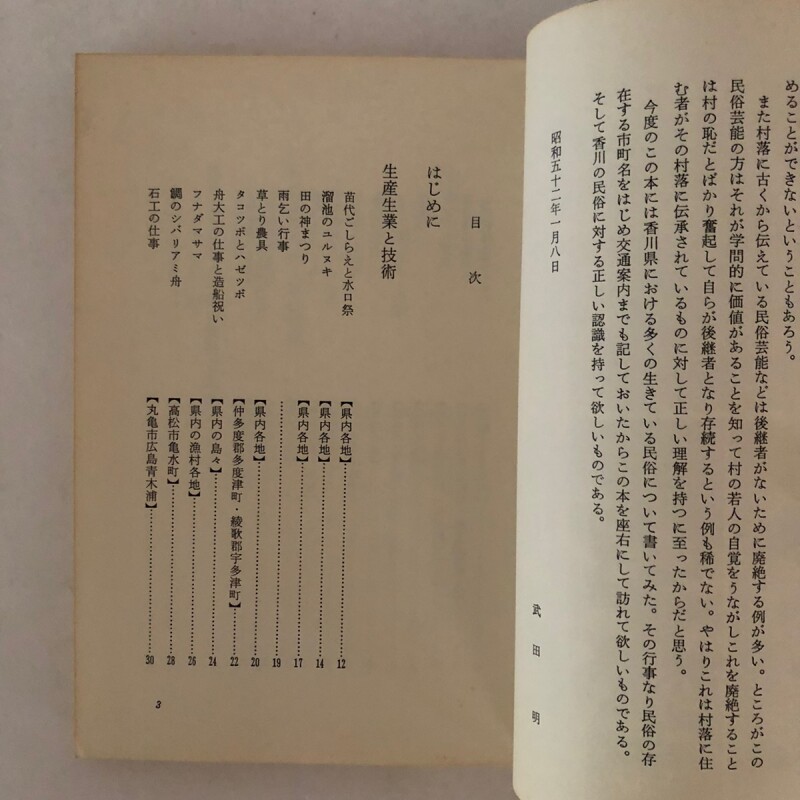 めることができないということもあろう。
また村落に古くから伝えている民俗芸能などは後継者がないために廃絶する例が多い。ところがこの
民俗芸能の方はそれが学問的に価値があることを知って村の若人の自覚をうながしこれを廃絶すること
は村の恥だとばかり奮起して自らが後継者となり存続するという例も稀でない。やはりこれは村落に住
む者がその村落に伝承されているものに対して正しい理解を持つに至ったからだと思う。
今度のこの本には香川県における多くの生きている民俗について書いてみた。その行事なり民俗の存
在する市町名をはじめ交通案内までも記しておいたからこの本を座右にして訪れて欲しいものである。
そして香川の民俗に対する正しい認識を持って欲しいものである。
昭和五十二年一月八日
武田明
目次
はじめに
生産生業と技術
苗代ごしらえと水口祭【県内各地】12
溜池のユルヌキ【県内各地】14
田の神まつり【県内各地】17
雨乞い行事19
草とり農具【県内各地】20
タコツボとハゼツボ【仲多度郡多度津町・綾歌郡宇多津町】22
舟大工の仕事と造船祝い【県内の島々】24
フナダマサマ【県内の漁村各地】26
鯛のシバリアミ舟【高松市亀水町】28
石工の仕事【丸亀市広島青木浦】30
3